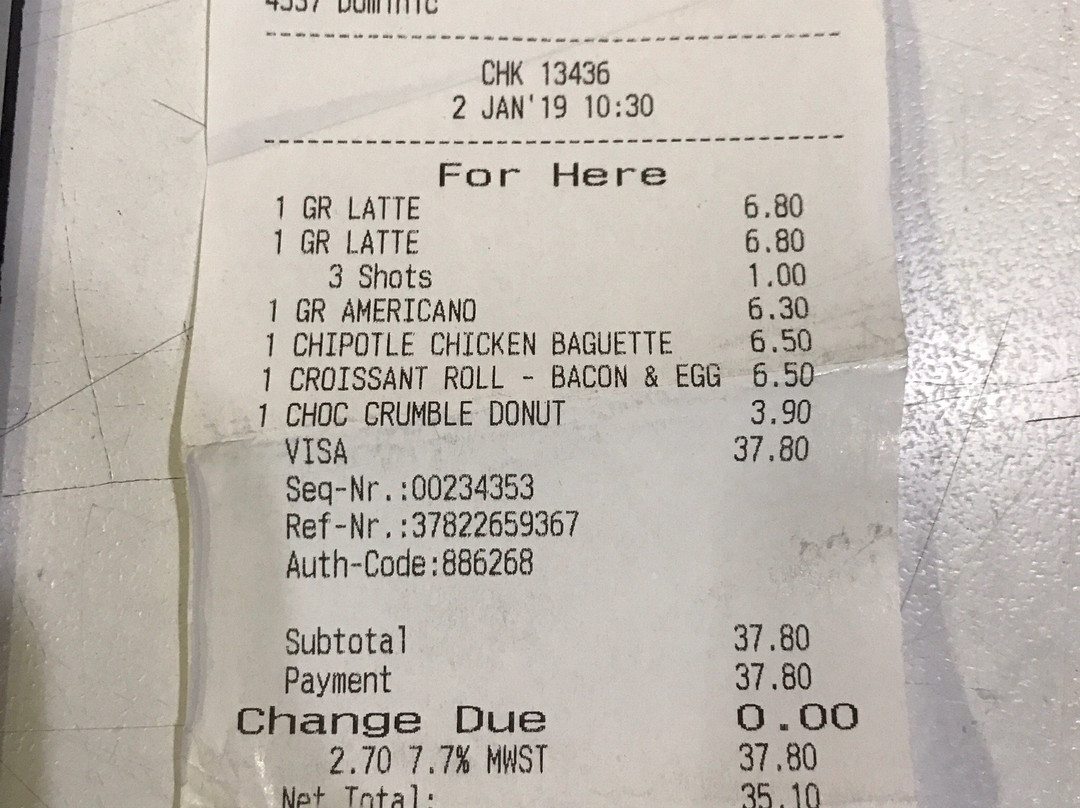 4537 Dominic
CHK 13436
2 JAN'19 10:30
For Here
1 GR LATTE 6.80
1 GR LATTE 6.80
3 Shots 1.00
1 GR AMERICANO 6.30
1 CHIPOTLE CHICKEN BAGUETTE 6.50
1 CROISSANT ROLL - BACON & EGG 6.50
1 CHOC CRUMBLE DONUT 3.90
VISA 37.80
Seq-Nr.:00234353
Ref-Nr.:37822659367
Auth-Code:886268
Subtotal 37.80
Payment 37.80
Change Due 0.00
2.70 7.7% MWST 37.80
Net Total: 35.10